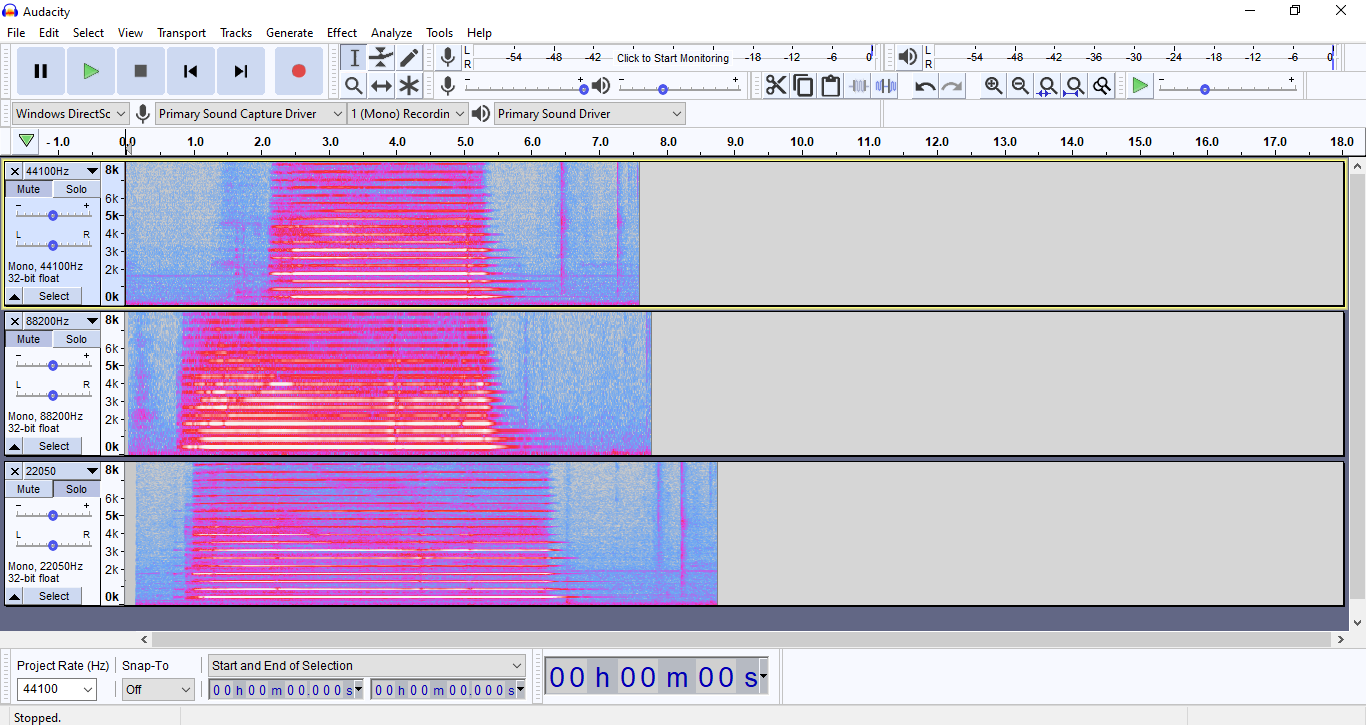 Audacity
File Edit Select View Transport Tracks Generate Effect Analyze Tools Help
L R -54 -48 -42 Click to Start Monitoring -18 -12 -6 0 L R -54 -48 -42 -36 -30 -24 -18 -12 -6 0
- + - + - +
Windows DirectSc Primary Sound Capture Driver 1 (Mono) Recordin Primary Sound Driver
- 1.0 0.0 1.0 2.0 3.0 4.0 5.0 6.0 7.0 8.0 9.0 10.0 11.0 12.0 13.0 14.0 15.0 16.0 17.0 18.0
44100Hz 8k
Mute Solo
- + 6k
5k
L R 4k
3k
Mono, 44100Hz 2k
32-bit float
Select 0k
88200Hz 8k
Mute Solo
- + 6k
5k
L R 4k
3k
Mono, 88200Hz 2k
32-bit float
Select 0k
22050 8k
Mute Solo
- + 6k
5k
L R 4k
3k
Mono, 22050Hz 2k
32-bit float
Select 0k
Project Rate (Hz) Snap-To Start and End of Selection
44100 Off 00 h 00 m 00.000 s 00 h 00 m 00.000 s 00 h 00 m 00 s
Stopped.